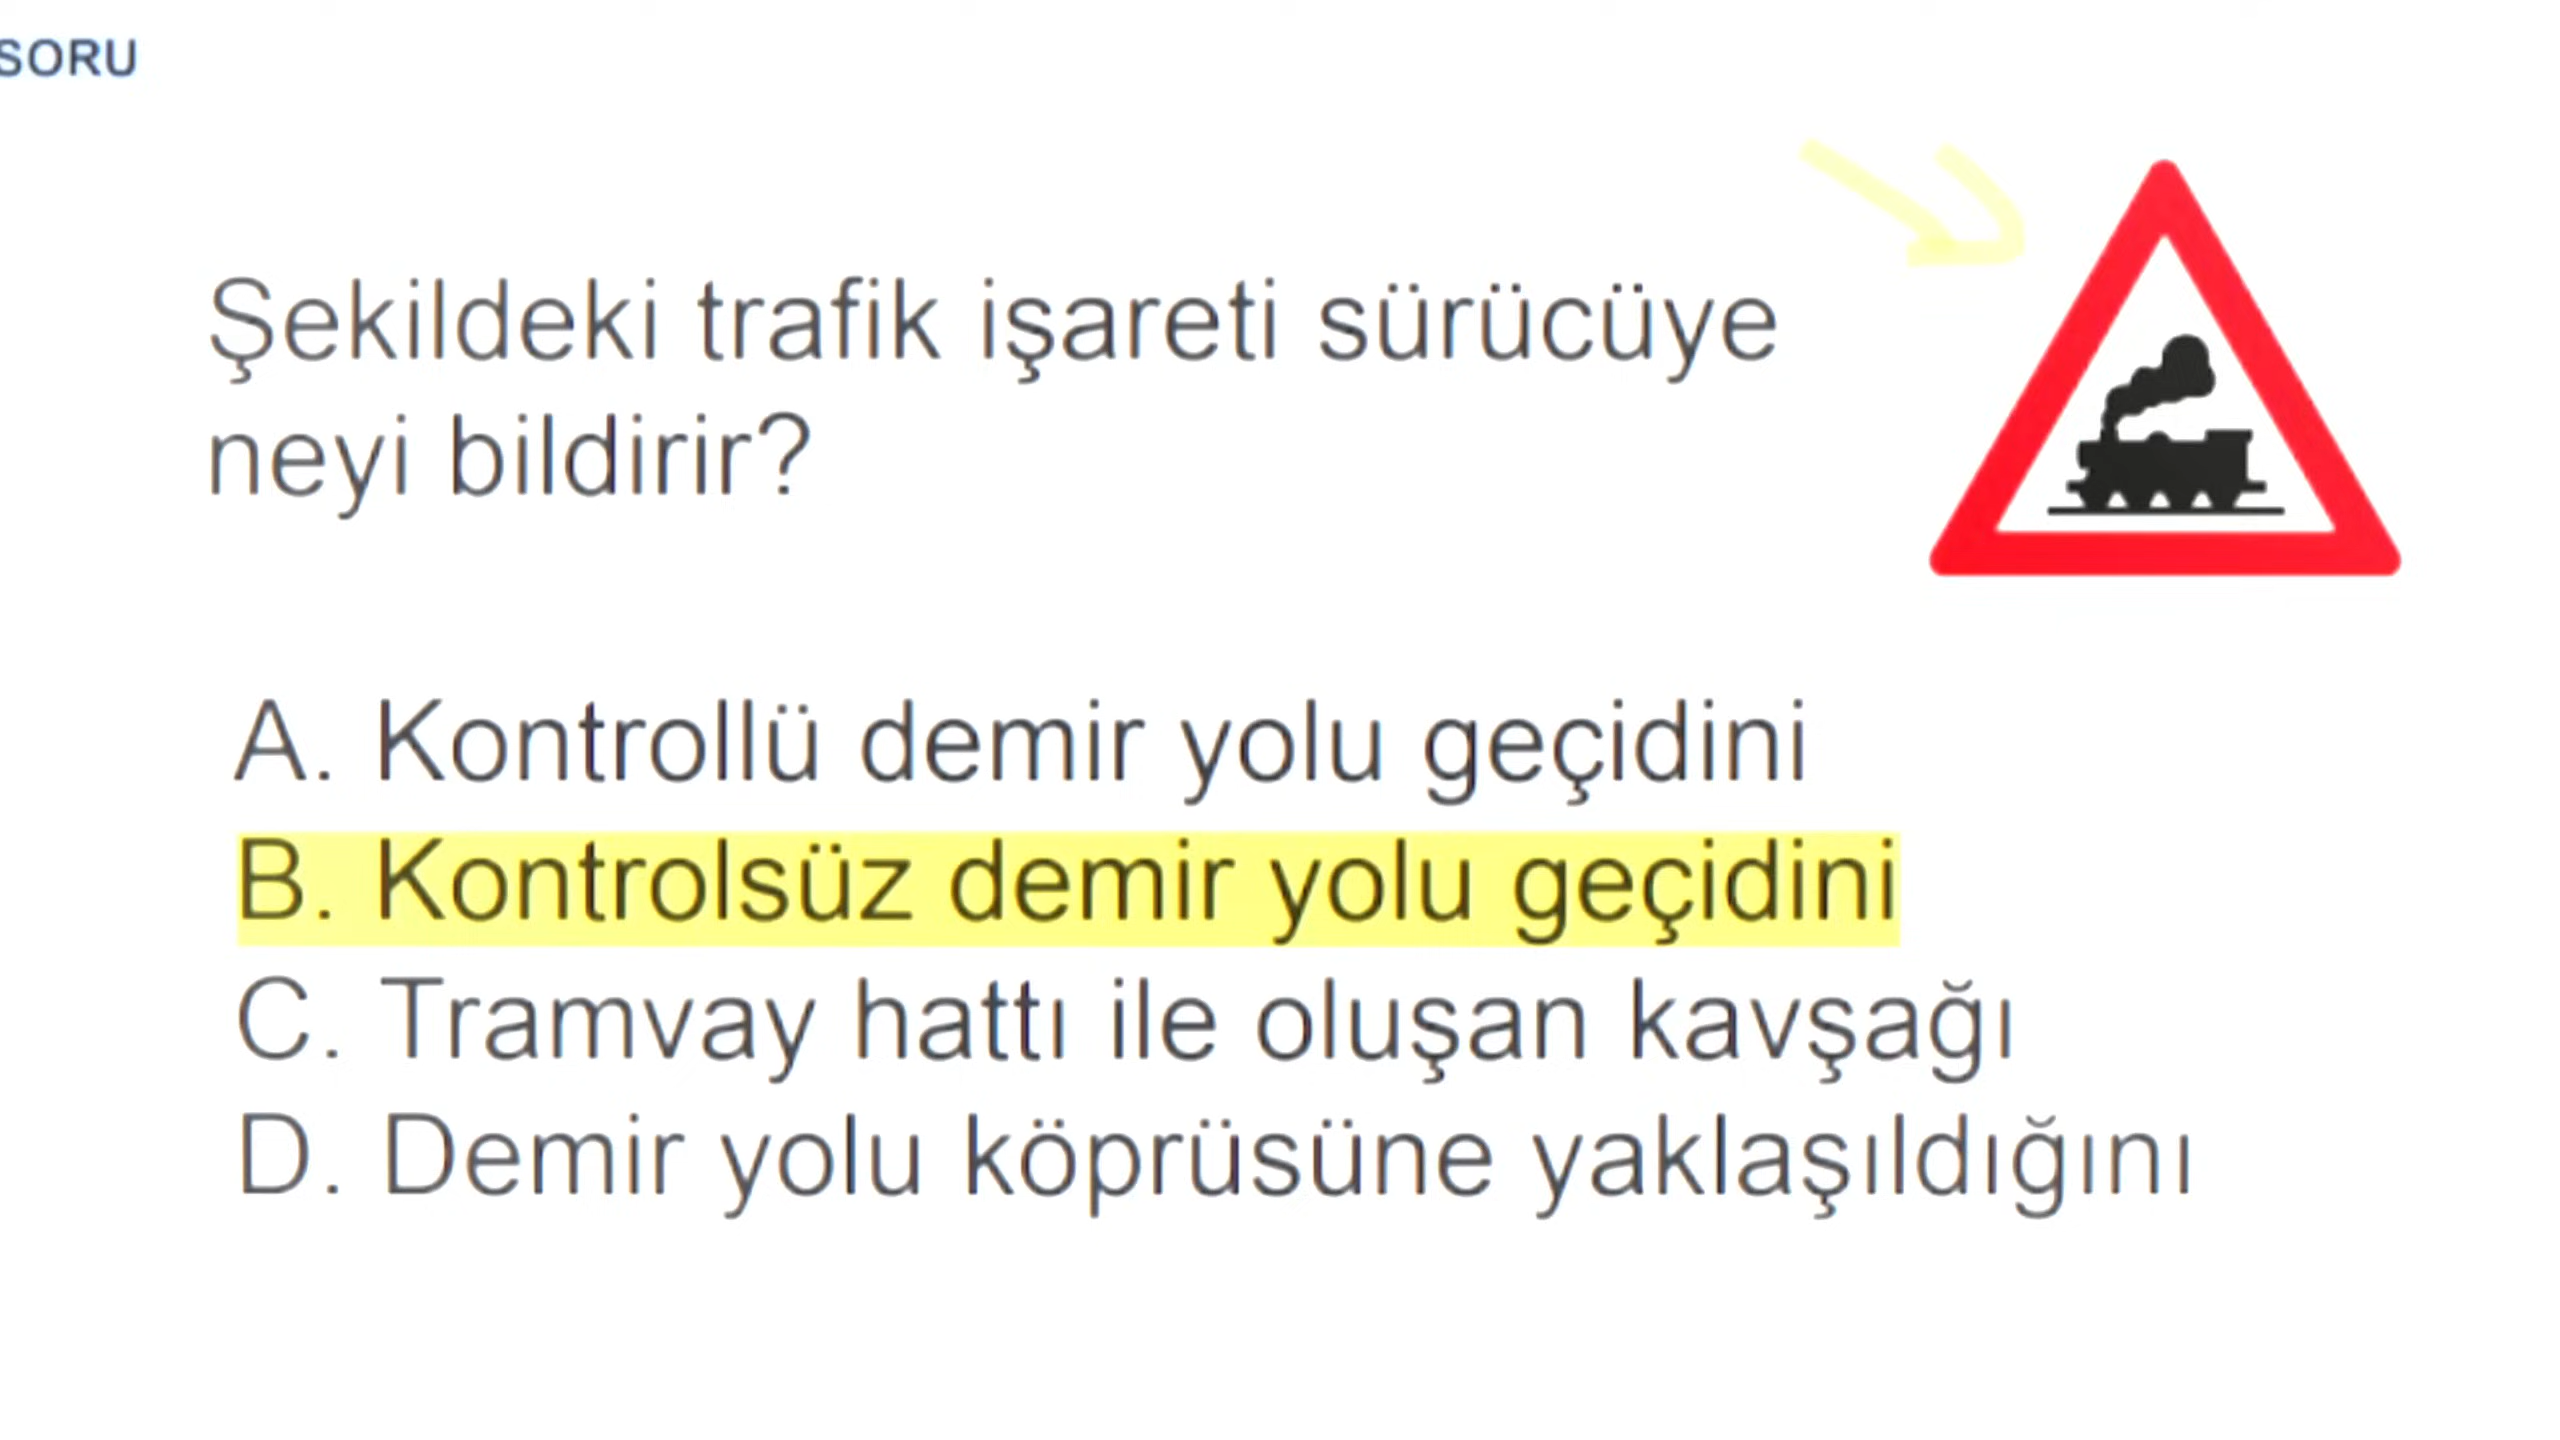 SORU
Şekildeki trafik işareti sürücüye
neyi bildirir?
A. Kontrollü demir yolu geçidini
B. Kontrolsüz demir yolu geçidini
C. Tramvay hattı ile oluşan kavşağı
D. Demir yolu köprüsüne yaklaşıldığını